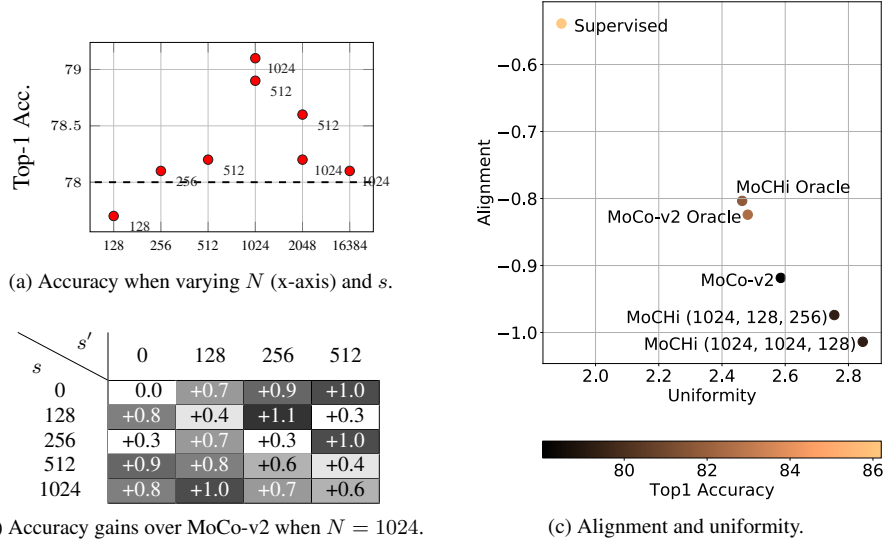 79
78.5
78
Top-1 Acc.
1024
512
512
512
256
1024
1024
128
128 256 512 1024 2048 16384
(a) Accuracy when varying N (x-axis) and s.
s s′ 0 128 256 512
0 0.0 +0.7 +0.9 +1.0
128 +0.8 +0.4 +1.1 +0.3
256 +0.3 +0.7 +0.3 +1.0
512 +0.9 +0.8 +0.6 +0.4
1024 +0.8 +1.0 +0.7 +0.6
) Accuracy gains over MoCo-v2 when N = 1024.
Supervised
−0.6
−0.7
−0.8
−0.9
−1.0
Alignment
MoCHi Oracle
MoCo-v2 Oracle
MoCo-v2
MoCHi (1024, 128, 256)
MoCHi (1024, 1024, 128)
2.0 2.2 2.4 2.6 2.8
Uniformity
80 82 84 86
Top1 Accuracy
(c) Alignment and uniformity.